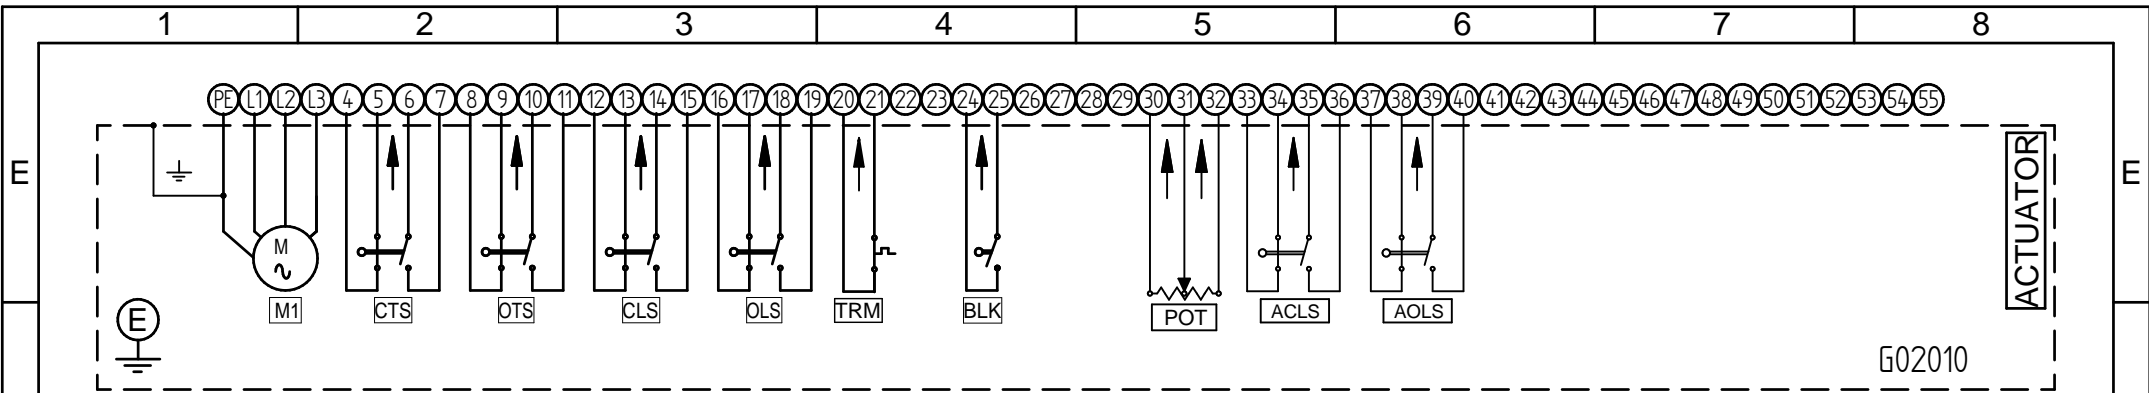 1 2 3 4 5 6 7 8
PE L1 L2 L3 4 5 6 7 8 9 10 11 12 13 14 15 16 17 18 19 20 21 22 23 24 25 26 27 28 29 30 31 32 33 34 35 36 37 38 39 40 41 42 43 44 45 46 47 48 49 50 51 52 53 54 55
E E
ACTUATOR
M
M1 CTS OTS CLS OLS TRM BLK POT ACLS AOLS
E
G02010